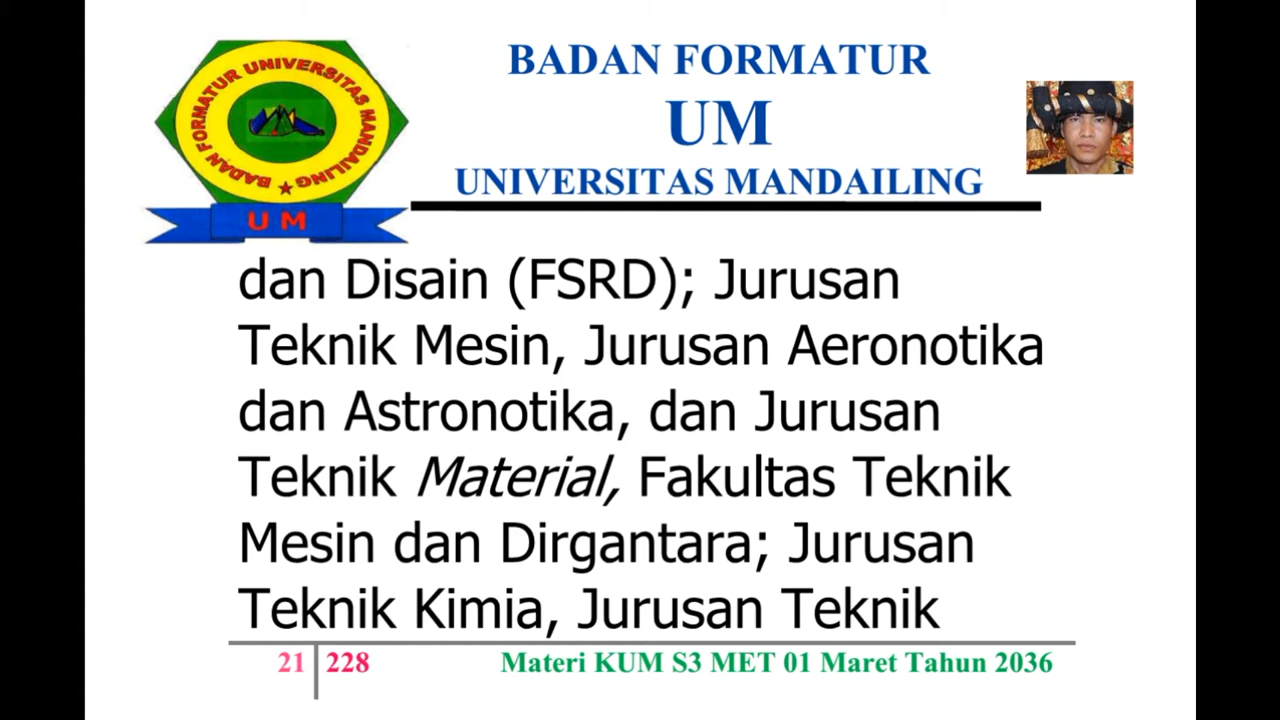 BADAN FORMATUR UNIVERSITAS MANDAILING
U M
BADAN FORMATUR
UM
UNIVERSITAS MANDAILING
dan Disain (FSRD); Jurusan
Teknik Mesin, Jurusan Aeronotika
dan Astronotika, dan Jurusan
Teknik Material, Fakultas Teknik
Mesin dan Dirgantara; Jurusan
Teknik Kimia, Jurusan Teknik
21 228 Materi KUM S3 MET 01 Maret Tahun 2036